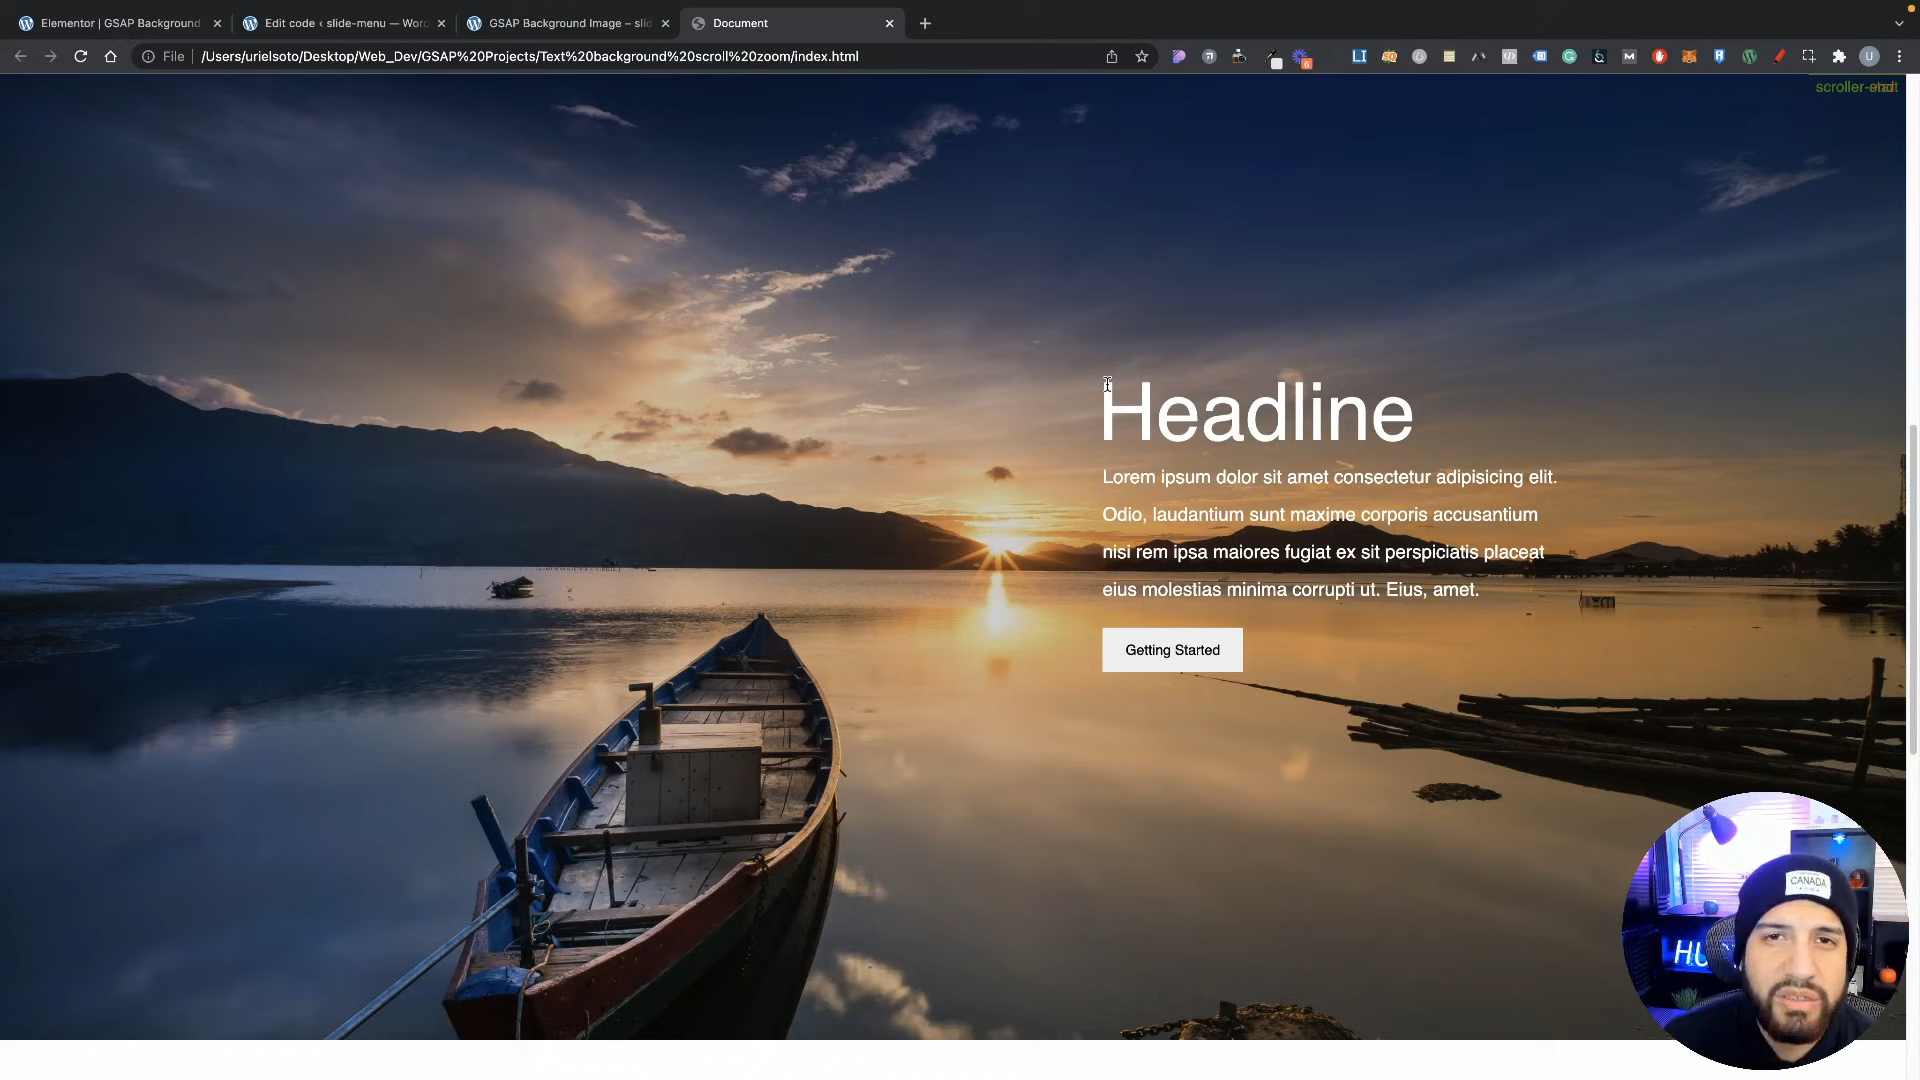 Elementor | GSAP Background
Edit code ‹ slide-menu — Worc
GSAP Background Image – slid
Document
File
/Users/urielsoto/Desktop/Web_Dev/GSAP%20Projects/Text%20background%20scroll%20zoom/index.html
6
U
Headline
Lorem ipsum dolor sit amet consectetur adipisicing elit.
Odio, laudantium sunt maxime corporis accusantium
nisi rem ipsa maiores fugiat ex sit perspiciatis placeat
eius molestias minima corrupti ut. Eius, amet.
Getting Started
CANADA
HU